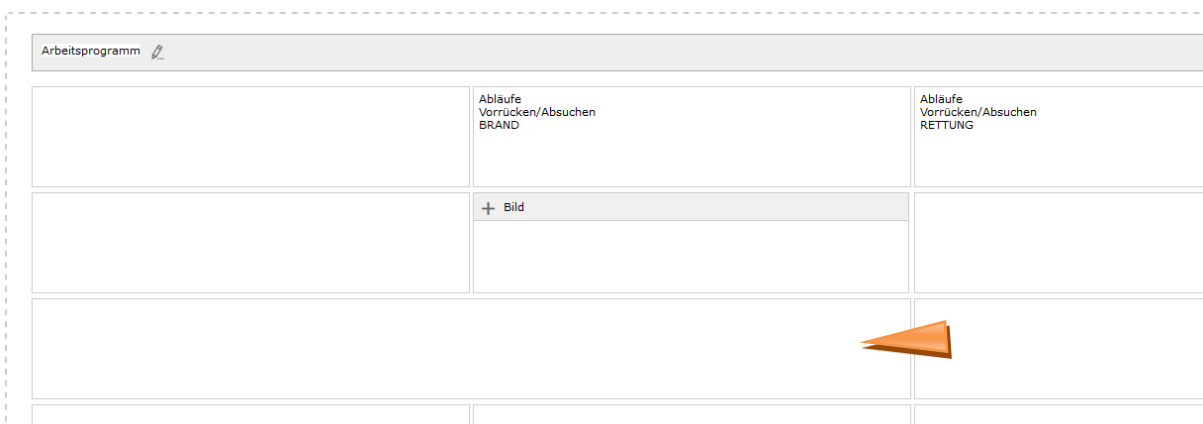 Arbeitsprogramm
Abläufe
Vorrücken/Absuchen
BRAND
Abläufe
Vorrücken/Absuchen
RETTUNG
+ Bild